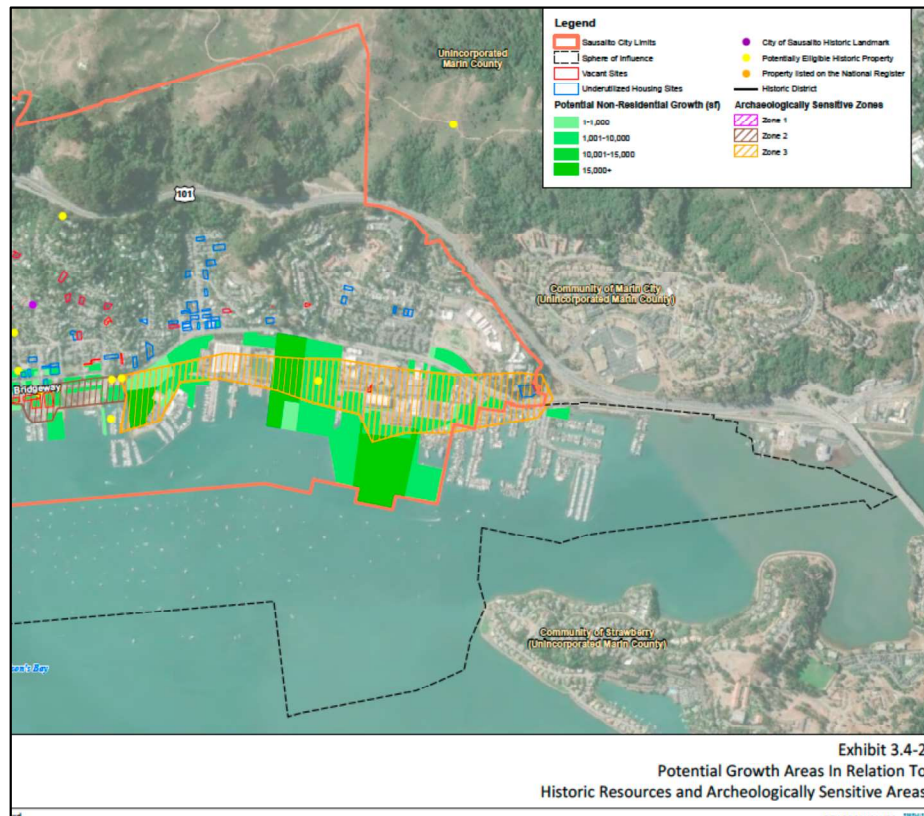 Legend
Sausalito City Limits
Sphere of Influence
Vacant Sites
Underutilized Housing Sites
Potential Non-Residential Growth (sf)
1-1,000
1,001-10,000
10,001-15,000
15,000+
City of Sausalito Historic Landmark
Potentially Eligible Historic Property
Property listed on the National Register
Historic District
Archaeologically Sensitive Zones
Zone 1
Zone 2
Zone 3
Unincorporated
Marin County
101
Community of Marin City
(Unincorporated Marin County)
Bridgeway
Community of Strawberry
(Unincorporated Marin County)
Bay
Exhibit 3.4-2
Potential Growth Areas In Relation To
Historic Resources and Archeologically Sensitive Areas